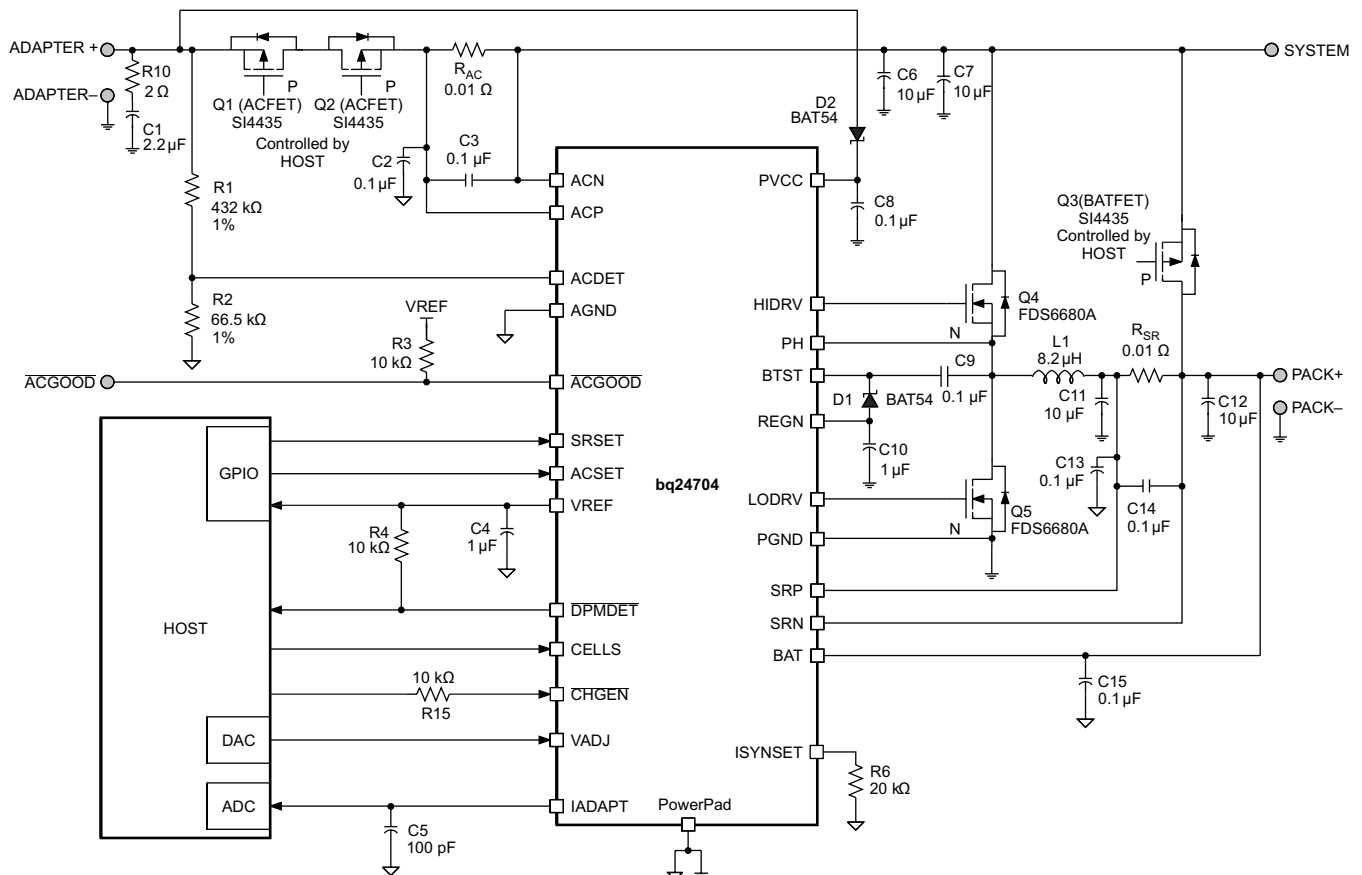 ADAPTER +
ADAPTER–
R10
2 Ω
C1
2.2 µF
P
Q1 (ACFET)
SI4435
P
Q2 (ACFET)
SI4435
Controlled by
HOST
RAC
0.01 Ω
C2
0.1 µF
C3
0.1 µF
R1
432 kΩ
1%
R2
66.5 kΩ
1%
VREF
R3
10 kΩ
ACGOOD
D2
BAT54
C6
10 µF
C7
10 µF
SYSTEM
C8
0.1 µF
Q3(BATFET)
SI4435
Controlled by
HOST
P
ACN
ACP
ACDET
AGND
ACGOOD
SRSET
ACSET
VREF
DPMDET
CELLS
CHGEN
VADJ
IADAPT
bq24704
PowerPad
PVCC
HIDRV
PH
BTST
REGN
LODRV
PGND
SRP
SRN
BAT
ISYNSET
N
Q4
FDS6680A
C9
0.1 µF
D1
BAT54
C10
1 µF
L1
8.2 µH
RSR
0.01 Ω
C11
10 µF
C12
10 µF
PACK+
PACK–
C13
0.1 µF
C14
0.1 µF
N
Q5
FDS6680A
C15
0.1 µF
R6
20 kΩ
HOST
GPIO
DAC
ADC
R4
10 kΩ
C4
1 µF
10 kΩ
R15
C5
100 pF